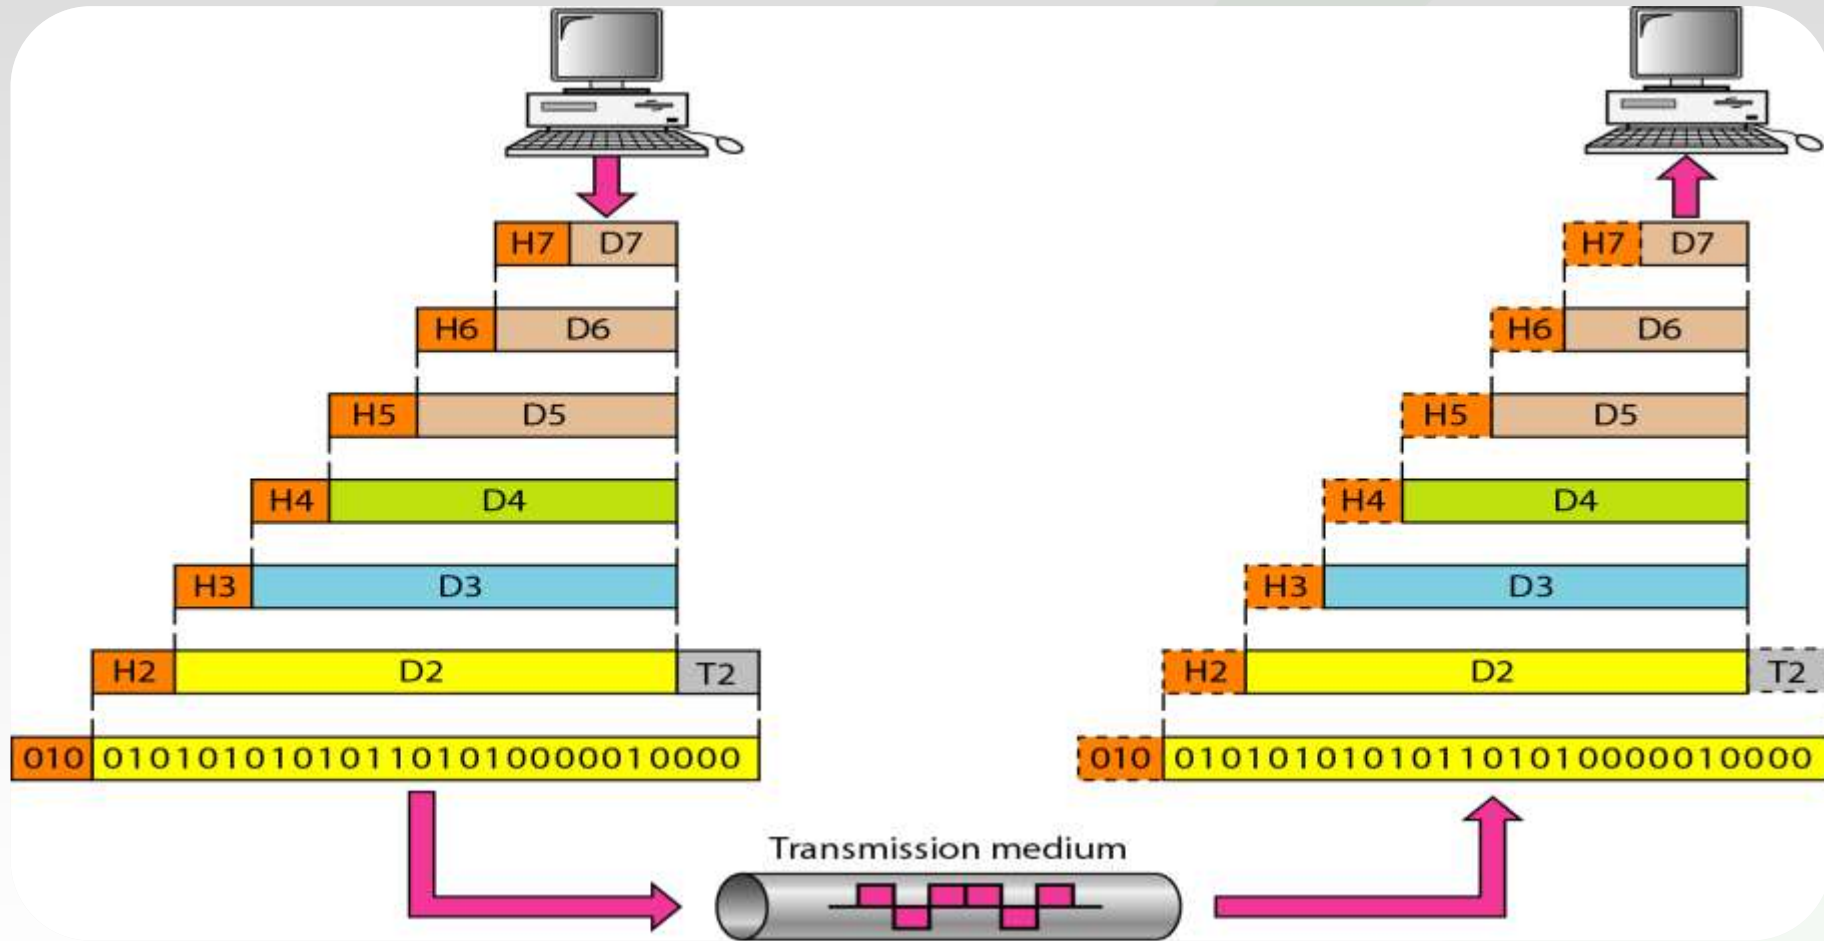 H7 D7
H6 D6
H5 D5
H4 D4
H3 D3
H2 D2 T2
010 010101010101101010000010000
H7 D7
H6 D6
H5 D5
H4 D4
H3 D3
H2 D2 T2
010 010101010101101010000010000
Transmission medium